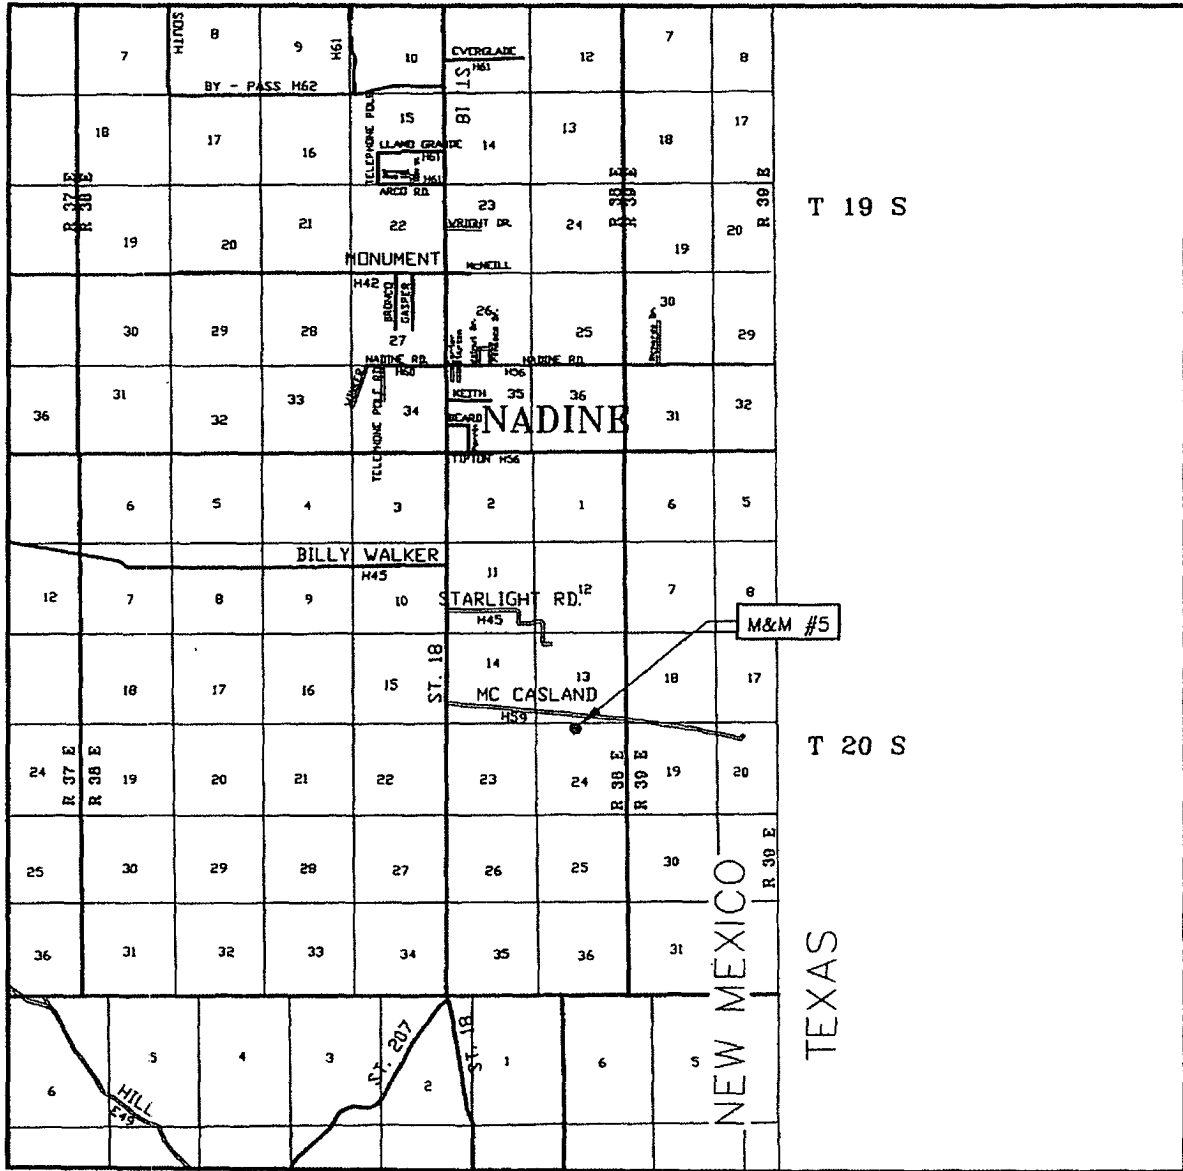 7 SOUTH 8 9 H61 10 EVERGLADE H61 12 7 8
BY - PASS H62 ST 18
18 17 16 TELEPHONE POLE 15 14 13 18 17
LLANO GRANDE
H61
H61
ARCO RD.
R 37 E R 38 E R 38 E R 39 E R 39 E T 19 S
19 20 21 22 23 24 19 20
WRIGHT DR.
MONUMENT McNEILL
H42 BRONCO GASPER
30 29 28 27 26 25 30 29
NADINE RD. NADINE RD.
H60 H56
36 31 32 33 34 KEITH 35 36 31 32
TELEPHONE POLE RD. NADINE
TIPTON H56
6 5 4 3 2 1 6 5
BILLY WALKER
H45
12 7 8 9 10 11 12 7 8
STARLIGHT RD.
H45
M&M #5
18 17 16 15 ST. 18 14 13 18 17
MC CASLAND
H59
T 20 S
24 R 37 E R 38 E 19 20 21 22 23 24 R 38 E R 39 E 19 20
25 30 29 28 27 26 25 30 R 39 E
36 31 32 33 34 35 36 31
NEW MEXICO
TEXAS
6 5 4 3 ST. 207 2 ST. 18 1 6 5
HILL
E49